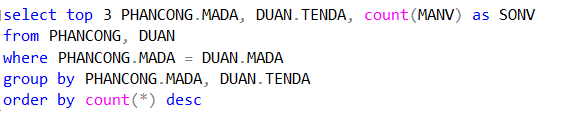 select top 3 PHANCONG.MADA, DUAN.TENDA, count(MANV) as SONV
from PHANCONG, DUAN
where PHANCONG.MADA = DUAN.MADA
group by PHANCONG.MADA, DUAN.TENDA
order by count(*) desc